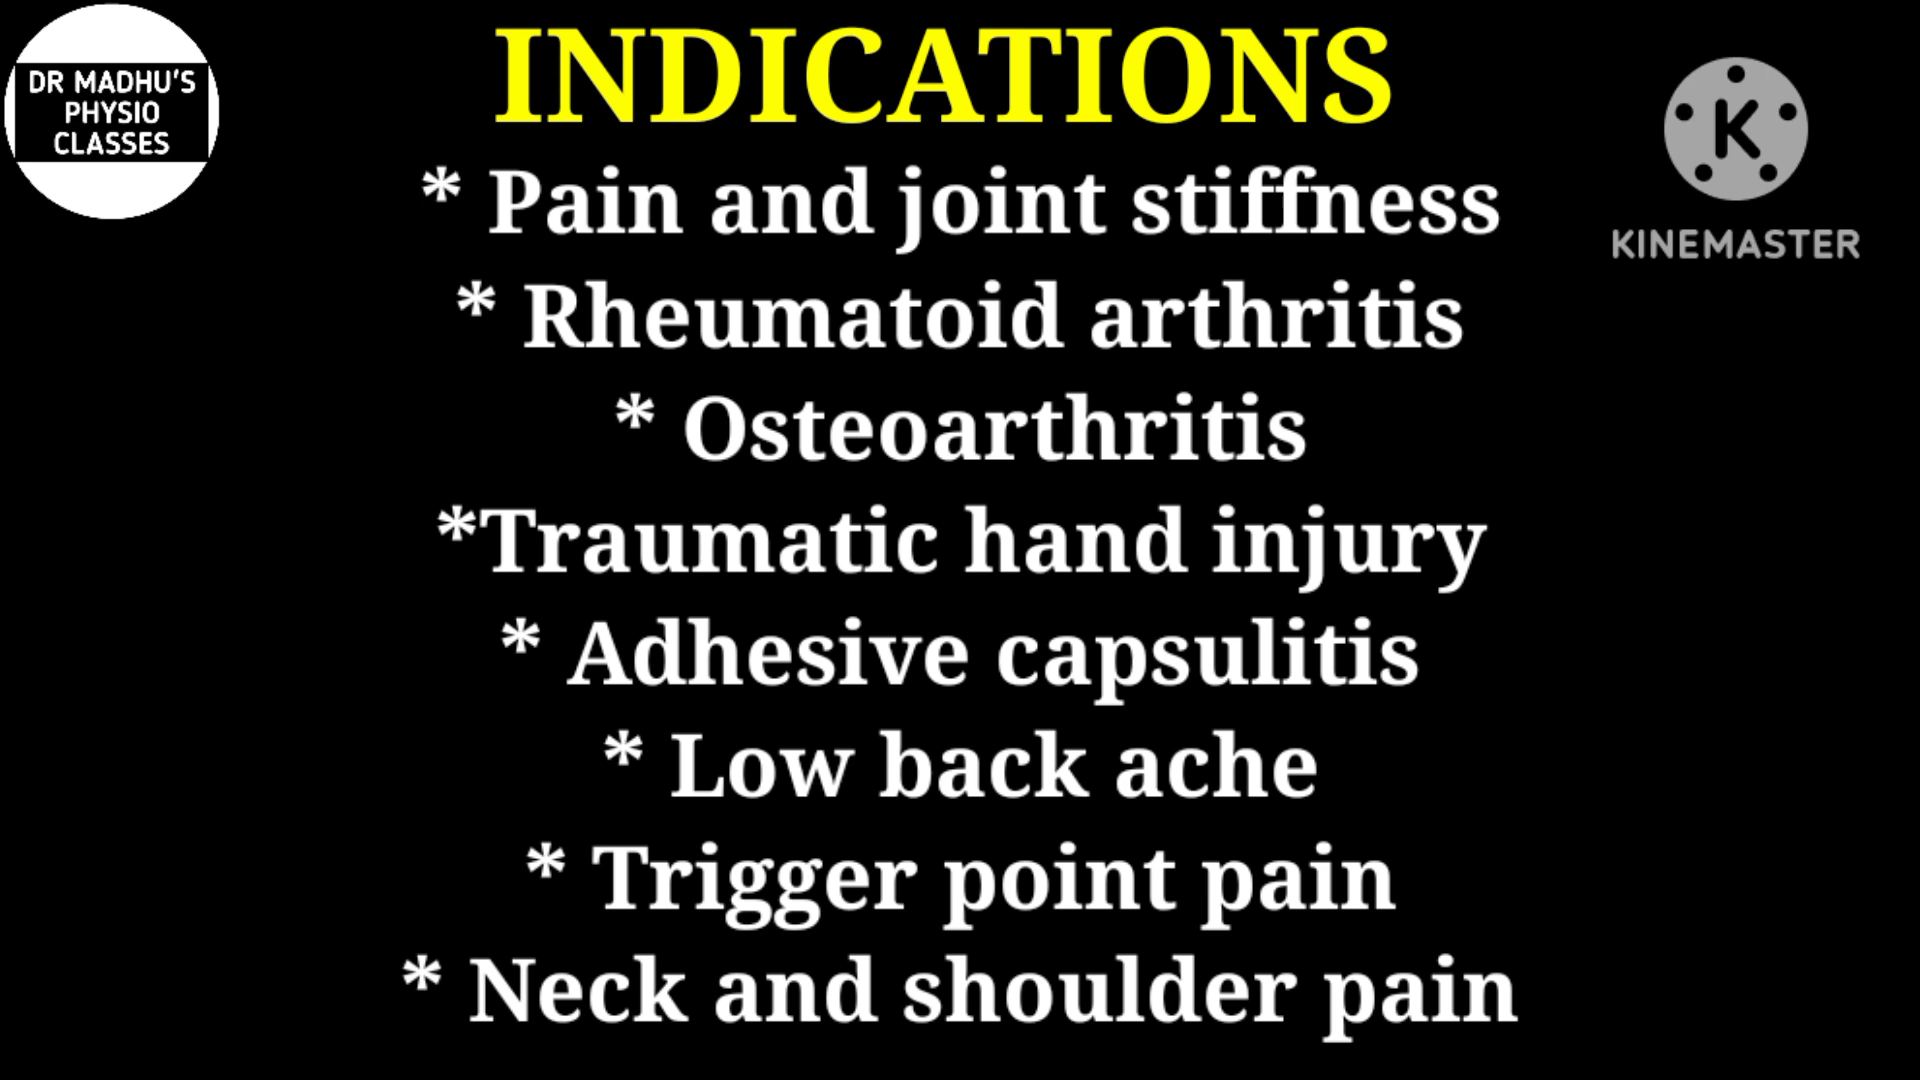 DR MADHU'S
PHYSIO
CLASSES
INDICATIONS
* Pain and joint stiffness
* Rheumatoid arthritis
* Osteoarthritis
*Traumatic hand injury
* Adhesive capsulitis
* Low back ache
* Trigger point pain
* Neck and shoulder pain
K
KINEMASTER